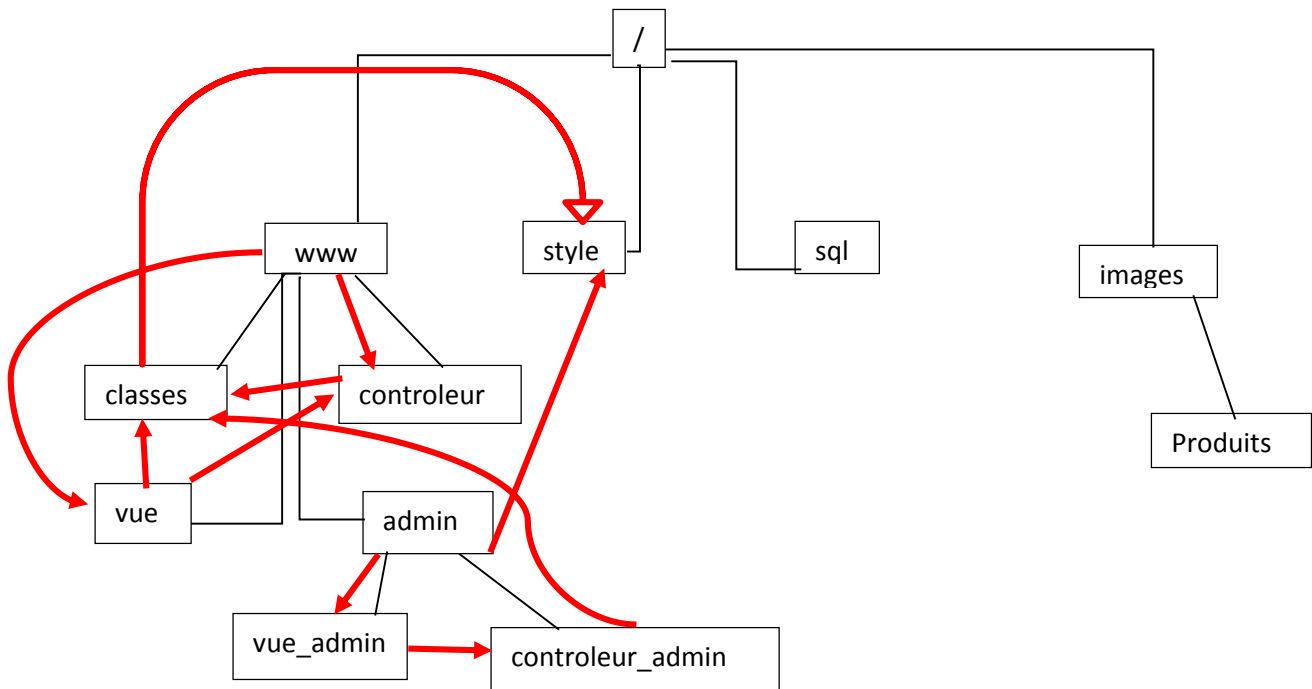 /
www
style
sql
images
classes
controleur
Produits
vue
admin
vue_admin
controleur_admin